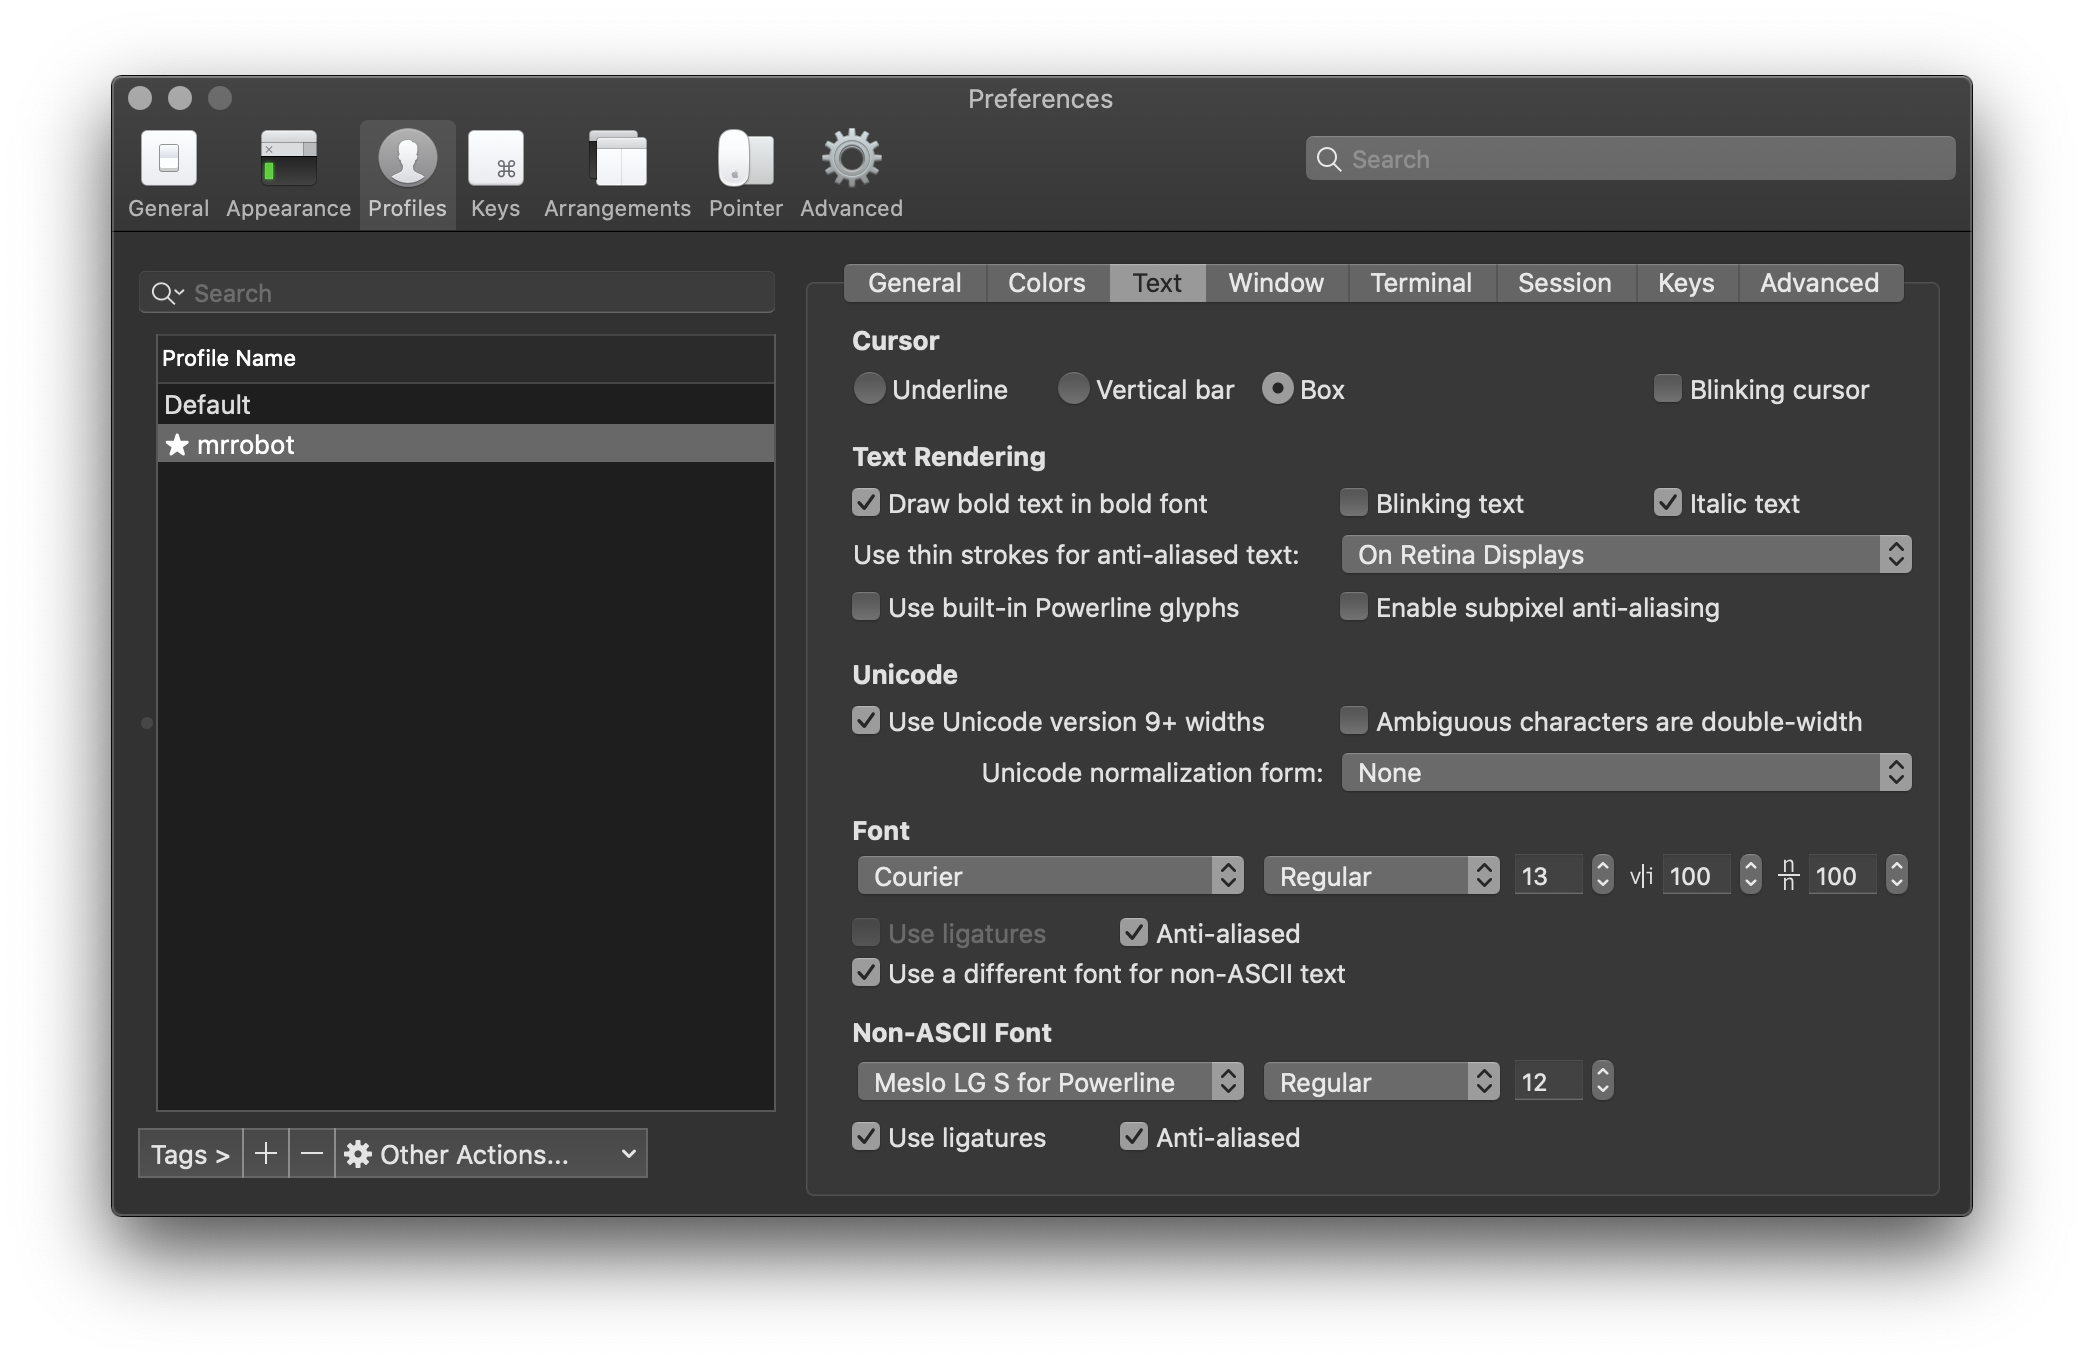 Preferences
General Appearance Profiles Keys Arrangements Pointer Advanced
Search
Search
Profile Name
Default
★ mrrobot
Tags > + — Other Actions...
General Colors Text Window Terminal Session Keys Advanced
Cursor
Underline Vertical bar Box Blinking cursor
Text Rendering
Draw bold text in bold font Blinking text Italic text
Use thin strokes for anti-aliased text: On Retina Displays
Use built-in Powerline glyphs Enable subpixel anti-aliasing
Unicode
Use Unicode version 9+ widths Ambiguous characters are double-width
Unicode normalization form: None
Font
Courier Regular 13 v|i 100 n/n 100
Use ligatures Anti-aliased
Use a different font for non-ASCII text
Non-ASCII Font
Meslo LG S for Powerline Regular 12
Use ligatures Anti-aliased